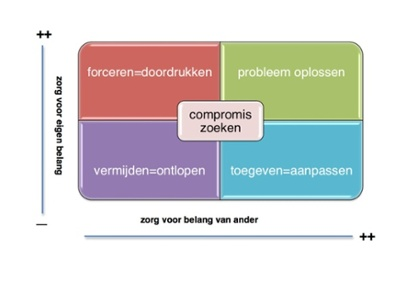 ++
forceren=doordrukken
probleem oplossen
zorg voor eigen belang
compromis
zoeken
vermijden=ontlopen
toegeven=aanpassen
zorg voor belang van ander
—
++